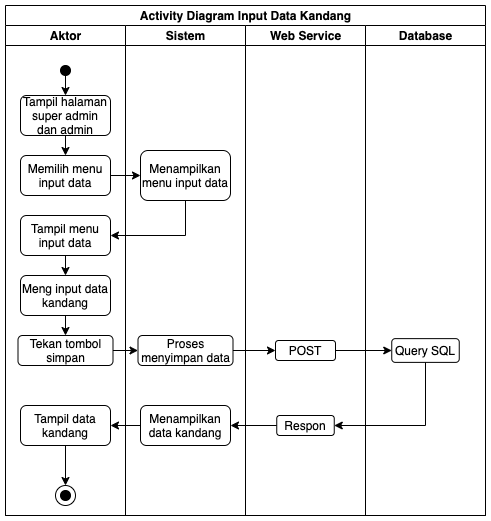 Activity Diagram Input Data Kandang
Aktor
Sistem
Web Service
Database
Tampil halaman
super admin
dan admin
Memilih menu
input data
Menampilkan
menu input data
Tampil menu
input data
Meng input data
kandang
Tekan tombol
simpan
Proses
menyimpan data
POST
Query SQL
Tampil data
kandang
Menampilkan
data kandang
Respon